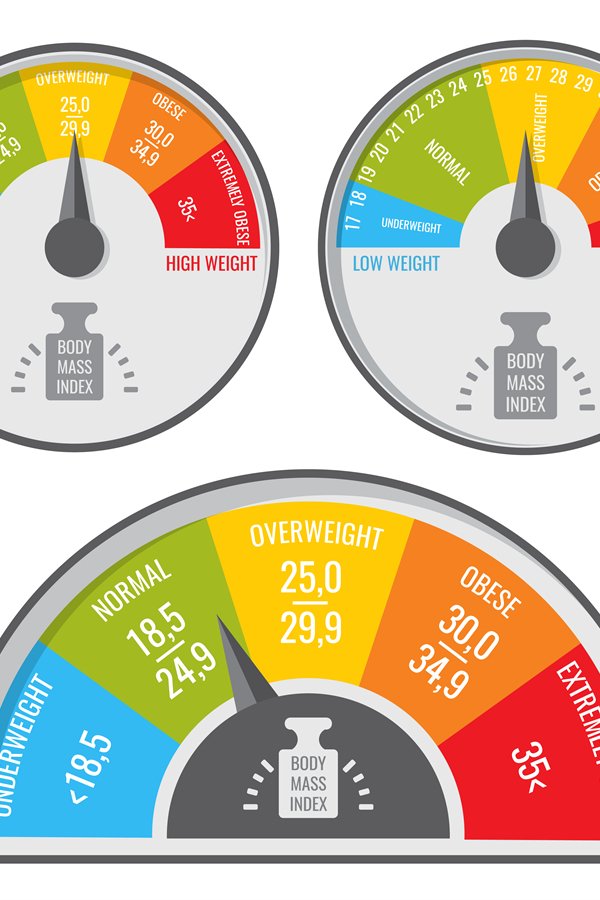 OVERWEIGHT
25,0
29,9
OBESE
30,0
34,9
EXTREMELY OBESE
35<
HIGH WEIGHT
BODY
MASS
INDEX
17 18 19 20 21 22 23 24 25 26 27 28 29
UNDERWEIGHT
NORMAL
OVERWEIGHT
LOW WEIGHT
BODY
MASS
INDEX
UNDERWEIGHT
<18,5
NORMAL
18,5
24,9
OVERWEIGHT
25,0
29,9
OBESE
30,0
34,9
EXTREMELY
35<
BODY
MASS
INDEX